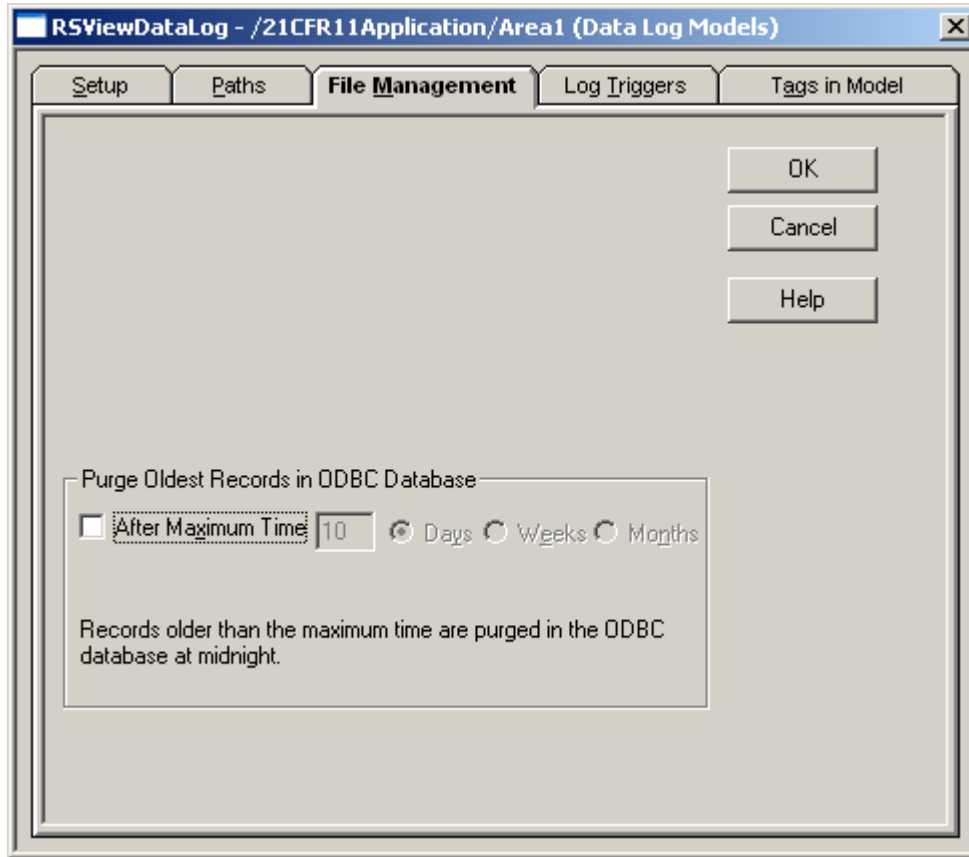 RSViewDataLog - /21CFR11Application/Area1 (Data Log Models)
Setup Paths File Management Log Triggers Tags in Model
OK
Cancel
Help
Purge Oldest Records in ODBC Database
After Maximum Time 10 Days Weeks Months
Records older than the maximum time are purged in the ODBC
database at midnight.